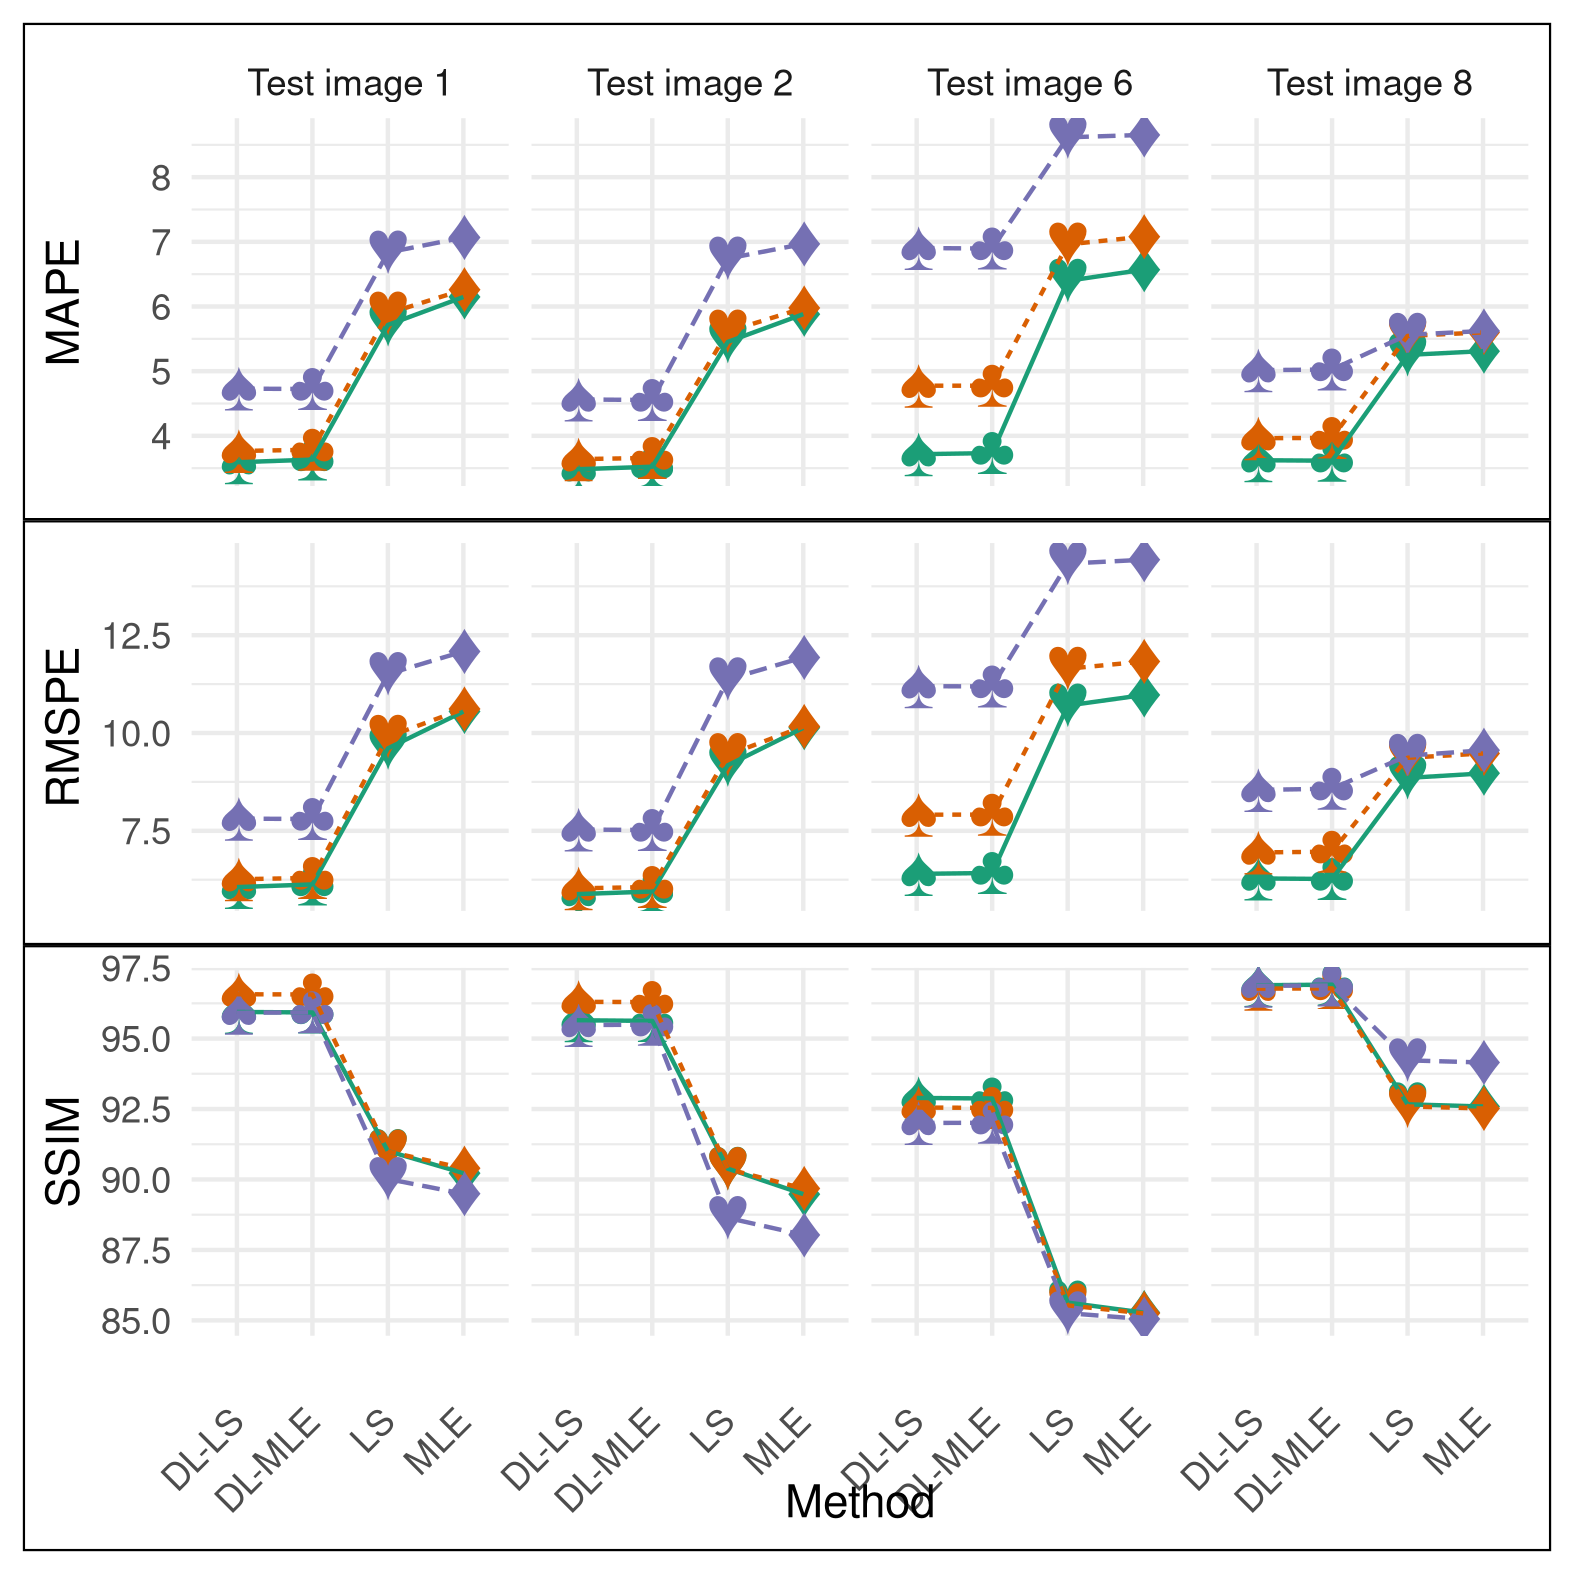 Test image 1 Test image 2 Test image 6 Test image 8
MAPE
8
7
6
5
4
RMSPE
12.5
10.0
7.5
SSIM
97.5
95.0
92.5
90.0
87.5
85.0
DL-LS DL-MLE LS MLE DL-LS DL-MLE LS MLE DL-LS DL-MLE LS MLE DL-LS DL-MLE LS MLE
Method